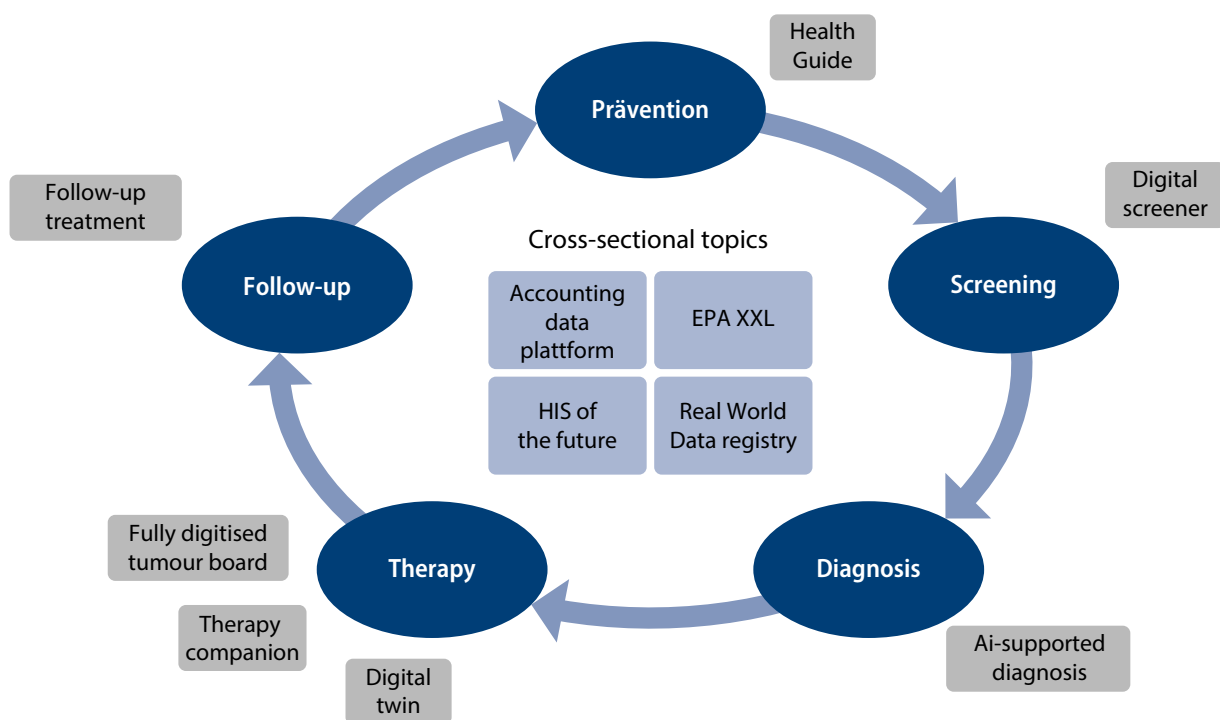 Health
Guide
Prävention
Digital
screener
Follow-up
treatment
Cross-sectional topics
Follow-up
Screening
Accounting
data
plattform
EPA XXL
HIS of
the future
Real World
Data registry
Fully digitised
tumour board
Therapy
Diagnosis
Therapy
companion
Ai-supported
diagnosis
Digital
twin